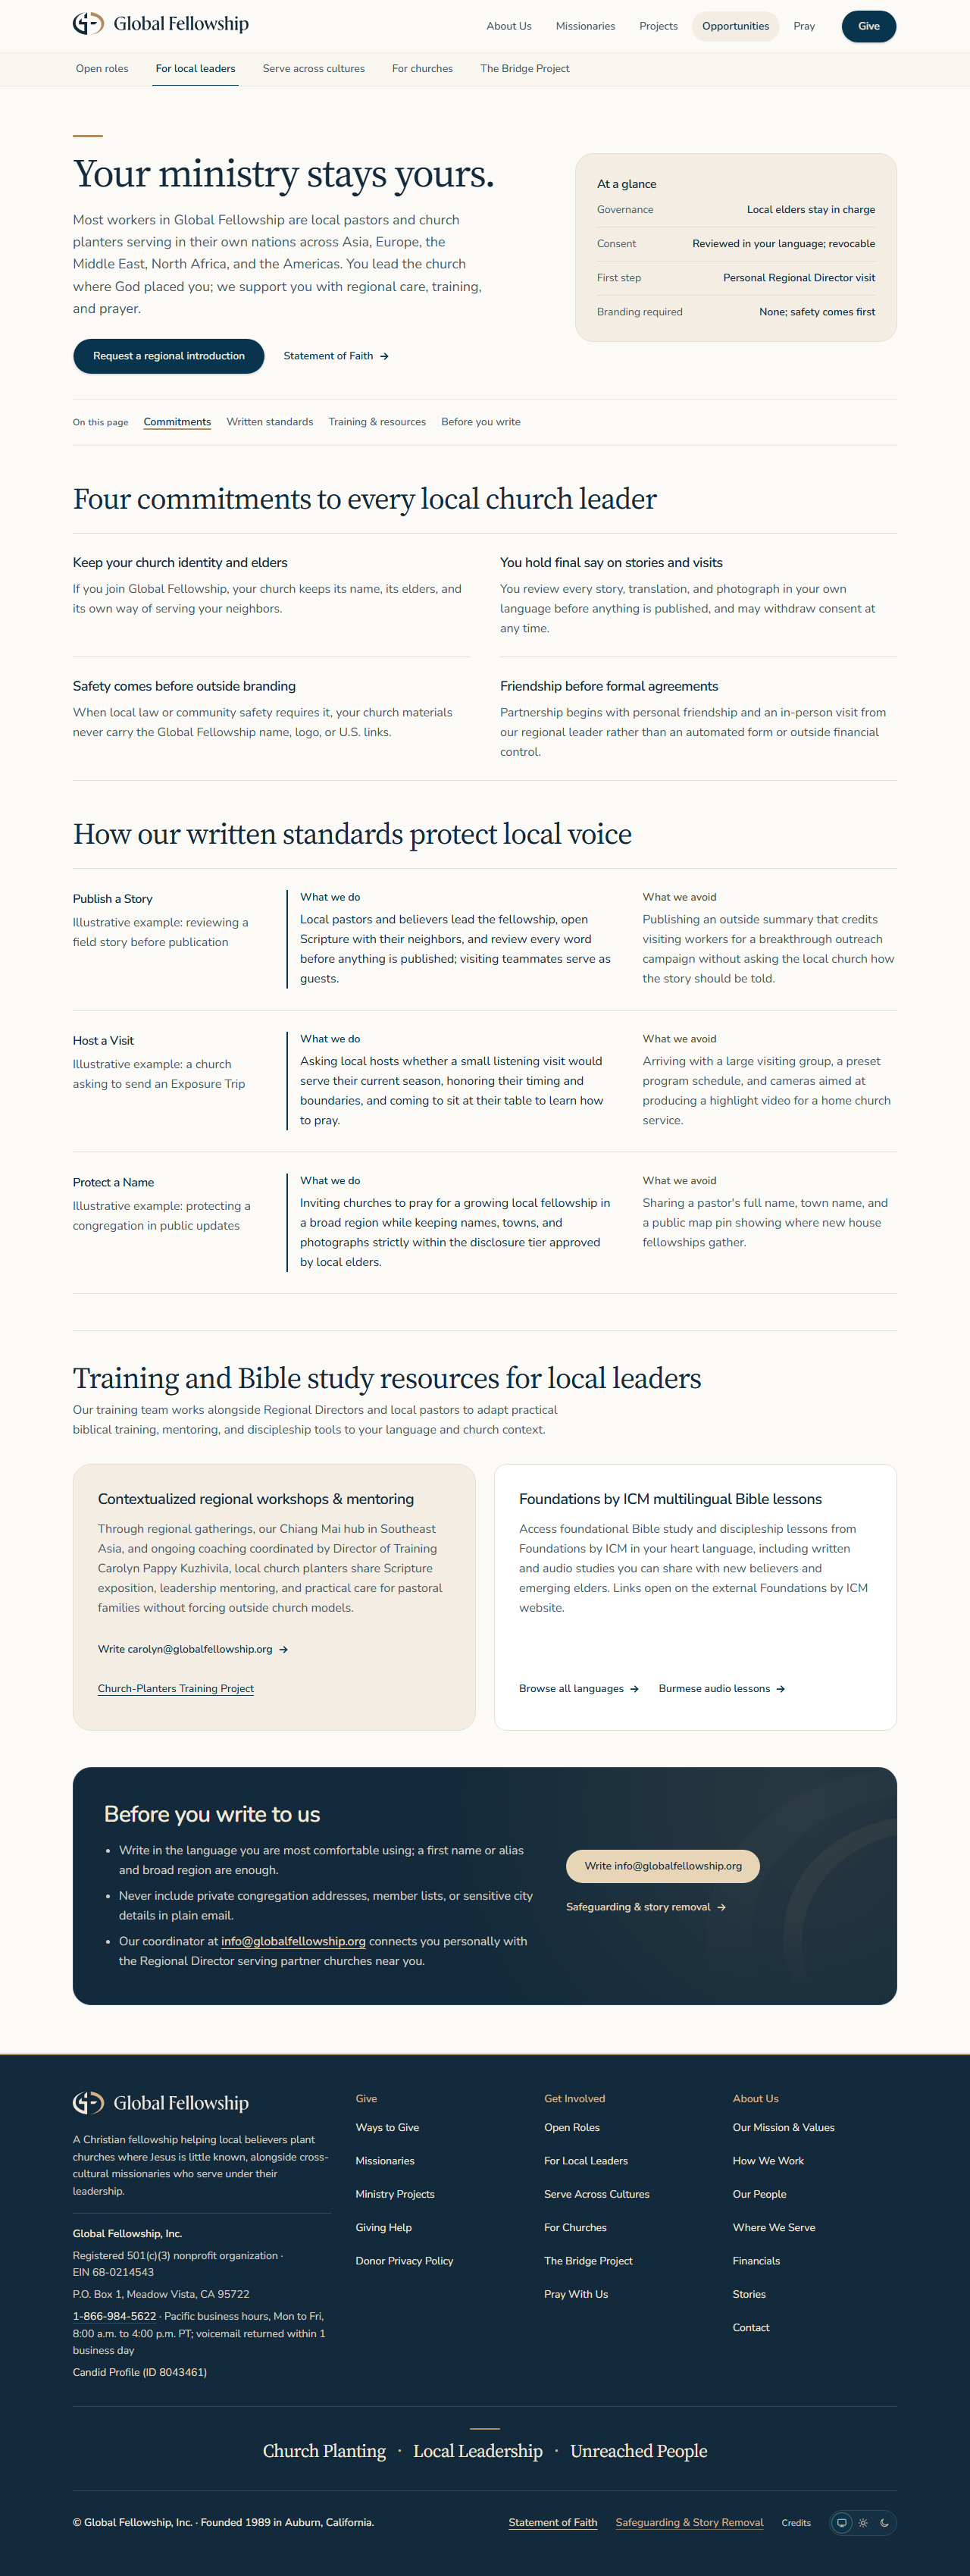 Global Fellowship
About Us
Missionaries
Projects
Opportunities
Pray
Give
Open roles
For local leaders
Serve across cultures
For churches
The Bridge Project
Your ministry stays yours.
Most workers in Global Fellowship are local pastors and church
planters serving in their own nations across Asia, Europe, the
Middle East, North Africa, and the Americas. You lead the church
where God placed you; we support you with regional care, training,
and prayer.
Request a regional introduction
Statement of Faith →
At a glance
Governance Local elders stay in charge
Consent Reviewed in your language; revocable
First step Personal Regional Director visit
Branding required None; safety comes first
On this page
Commitments
Written standards
Training & resources
Before you write
Four commitments to every local church leader
Keep your church identity and elders
If you join Global Fellowship, your church keeps its name, its elders, and
its own way of serving your neighbors.
You hold final say on stories and visits
You review every story, translation, and photograph in your own
language before anything is published, and may withdraw consent at
any time.
Safety comes before outside branding
When local law or community safety requires it, your church materials
never carry the Global Fellowship name, logo, or U.S. links.
Friendship before formal agreements
Partnership begins with personal friendship and an in-person visit from
our regional leader rather than an automated form or outside financial
control.
How our written standards protect local voice
Publish a Story
Illustrative example: reviewing a
field story before publication
What we do
Local pastors and believers lead the fellowship, open
Scripture with their neighbors, and review every word
before anything is published; visiting teammates serve as
guests.
What we avoid
Publishing an outside summary that credits
visiting workers for a breakthrough outreach
campaign without asking the local church how
the story should be told.
Host a Visit
Illustrative example: a church
asking to send an Exposure Trip
What we do
Asking local hosts whether a small listening visit would
serve their current season, honoring their timing and
boundaries, and coming to sit at their table to learn how
to pray.
What we avoid
Arriving with a large visiting group, a preset
program schedule, and cameras aimed at
producing a highlight video for a home church
service.
Protect a Name
Illustrative example: protecting a
congregation in public updates
What we do
Inviting churches to pray for a growing local fellowship in
a broad region while keeping names, towns, and
photographs strictly within the disclosure tier approved
by local elders.
What we avoid
Sharing a pastor's full name, town name, and
a public map pin showing where new house
fellowships gather.
Training and Bible study resources for local leaders
Our training team works alongside Regional Directors and local pastors to adapt practical
biblical training, mentoring, and discipleship tools to your language and church context.
Contextualized regional workshops & mentoring
Through regional gatherings, our Chiang Mai hub in Southeast
Asia, and ongoing coaching coordinated by Director of Training
Carolyn Pappy Kuzhivila, local church planters share Scripture
exposition, leadership mentoring, and practical care for pastoral
families without forcing outside church models.
Write carolyn@globalfellowship.org →
Church-Planters Training Project
Foundations by ICM multilingual Bible lessons
Access foundational Bible study and discipleship lessons from
Foundations by ICM in your heart language, including written
and audio studies you can share with new believers and
emerging elders. Links open on the external Foundations by ICM
website.
Browse all languages →
Burmese audio lessons →
Before you write to us
• Write in the language you are most comfortable using; a first name or alias
and broad region are enough.
• Never include private congregation addresses, member lists, or sensitive city
details in plain email.
• Our coordinator at info@globalfellowship.org connects you personally with
the Regional Director serving partner churches near you.
Write info@globalfellowship.org
Safeguarding & story removal →
Global Fellowship
A Christian fellowship helping local believers plant
churches where Jesus is little known, alongside cross-
cultural missionaries who serve under their
leadership.
Global Fellowship, Inc.
Registered 501(c)(3) nonprofit organization ·
EIN 68-0214543
P.O. Box 1, Meadow Vista, CA 95722
1-866-984-5622 · Pacific business hours, Mon to Fri,
8:00 a.m. to 4:00 p.m. PT; voicemail returned within 1
business day
Candid Profile (ID 8043461)
Give
Ways to Give
Missionaries
Ministry Projects
Giving Help
Donor Privacy Policy
Get Involved
Open Roles
For Local Leaders
Serve Across Cultures
For Churches
The Bridge Project
Pray With Us
About Us
Our Mission & Values
How We Work
Our People
Where We Serve
Financials
Stories
Contact
Church Planting · Local Leadership · Unreached People
© Global Fellowship, Inc. · Founded 1989 in Auburn, California.
Statement of Faith
Safeguarding & Story Removal
Credits